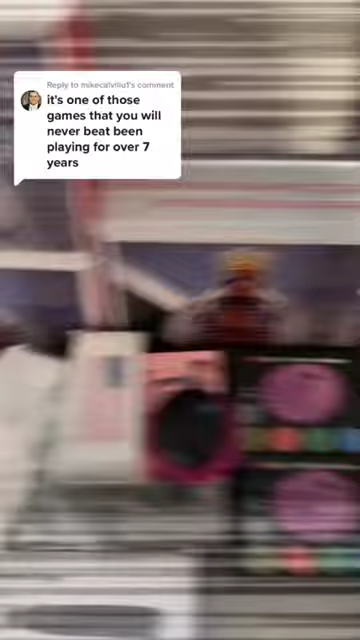 Reply to mikecalvillo1's comment
it's one of those
games that you will
never beat been
playing for over 7
years